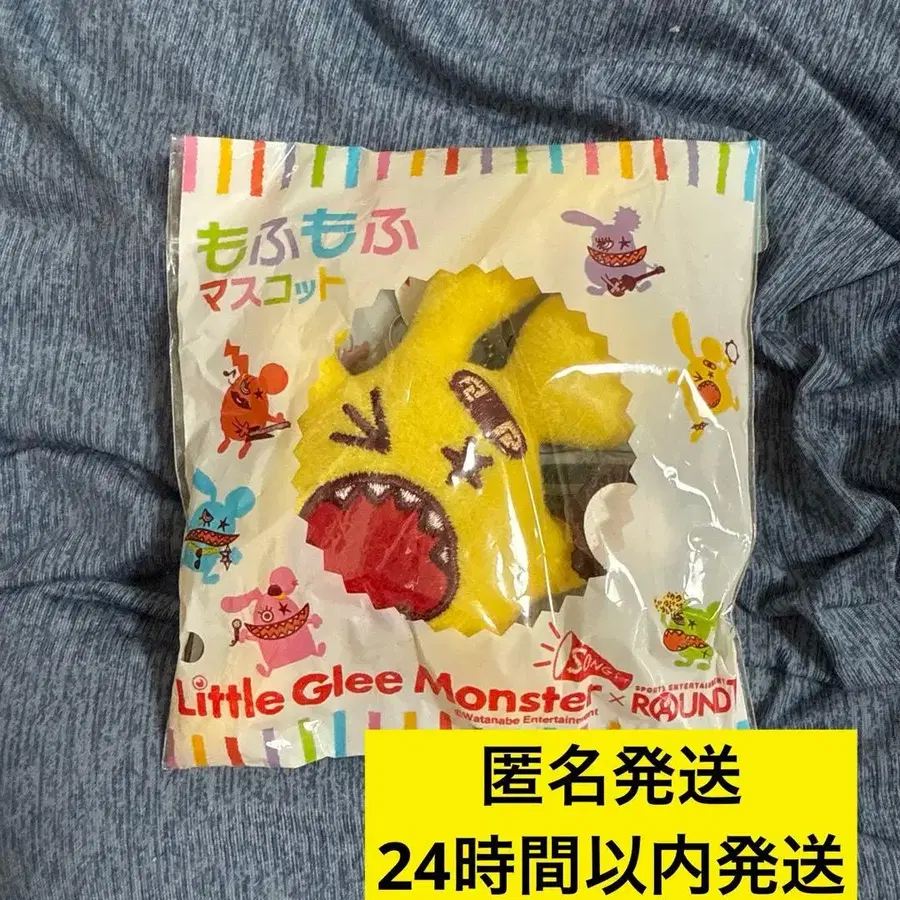 もふもふ
マスコット
SONG
Little Glee Monster × ROUND1
SPORTS ENTERTAINMENT
©Watanabe Entertainment
匿名発送
24時間以内発送